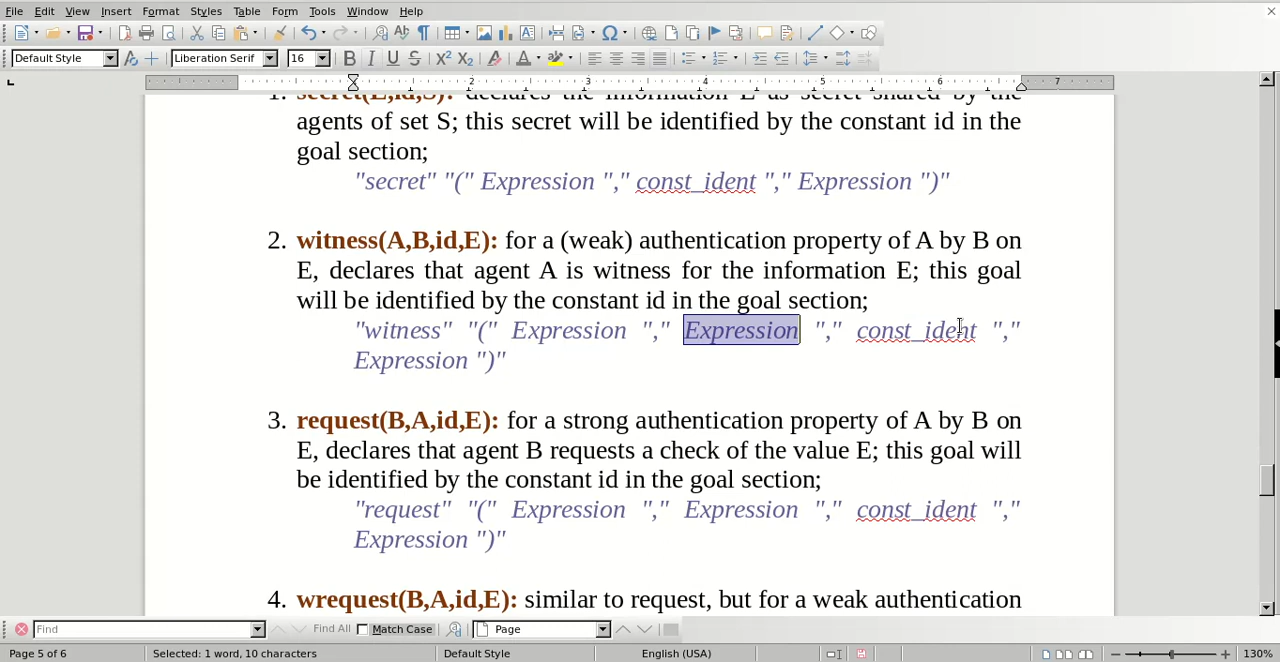 File Edit View Insert Format Styles Table Form Tools Window Help
Default Style Liberation Serif 16
2 3 4 5 6 7
1. secret(E,id,S): declares the information E as secret shared by the
agents of set S; this secret will be identified by the constant id in the
goal section;
"secret" "(" Expression "," const_ident "," Expression ")"
2. witness(A,B,id,E): for a (weak) authentication property of A by B on
E, declares that agent A is witness for the information E; this goal
will be identified by the constant id in the goal section;
"witness" "(" Expression "," Expression "," const_ident ","
Expression ")"
3. request(B,A,id,E): for a strong authentication property of A by B on
E, declares that agent B requests a check of the value E; this goal will
be identified by the constant id in the goal section;
"request" "(" Expression "," Expression "," const_ident ","
Expression ")"
4. wrequest(B,A,id,E): similar to request, but for a weak authentication
Find Find All Match Case Page
Page 5 of 6 Selected: 1 word, 10 characters Default Style English (USA) 130%